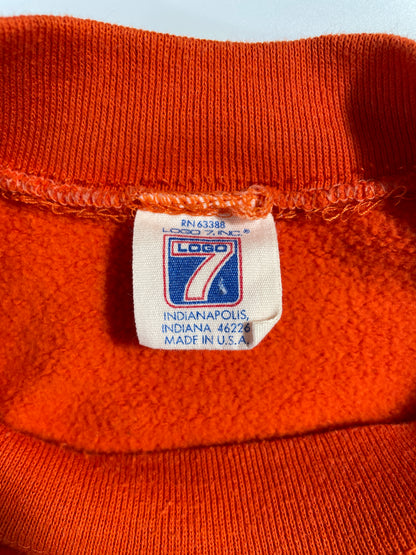 RN 63388
LOGO 7, INC.®
LOGO
7
INDIANAPOLIS,
INDIANA 46226
MADE IN U.S.A.